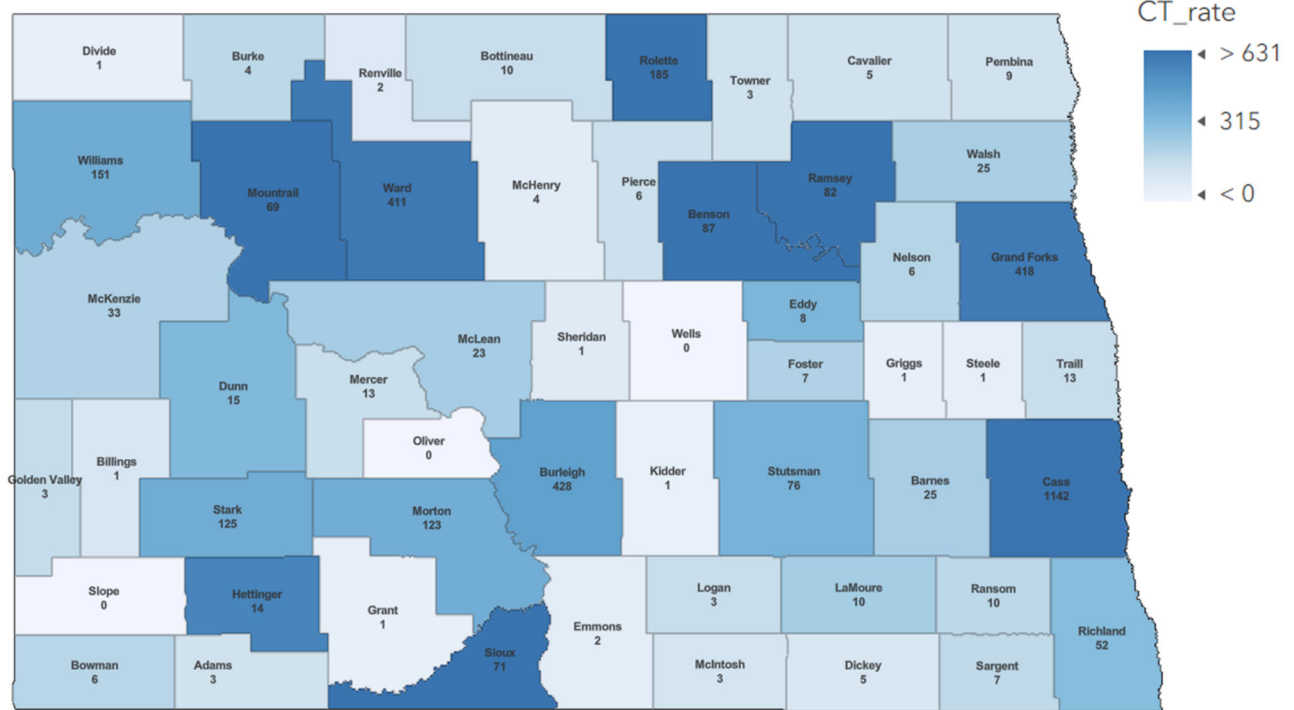 CT_rate
> 631
315
< 0
Divide
1
Burke
4
Renville
2
Bottineau
10
Rolette
185
Towner
3
Cavalier
5
Pembina
9
Williams
151
Mountrail
69
Ward
411
McHenry
4
Pierce
6
Benson
87
Ramsey
82
Walsh
25
Nelson
6
Grand Forks
418
McKenzie
33
Dunn
15
McLean
23
Mercer
13
Sheridan
1
Wells
0
Eddy
8
Foster
7
Griggs
1
Steele
1
Traill
13
Golden Valley
3
Billings
1
Stark
125
Oliver
0
Morton
123
Burleigh
428
Kidder
1
Stutsman
76
Barnes
25
Cass
1142
Slope
0
Hettinger
14
Grant
1
Sioux
71
Emmons
2
Logan
3
LaMoure
10
Ransom
10
Richland
52
Bowman
6
Adams
3
McIntosh
3
Dickey
5
Sargent
7